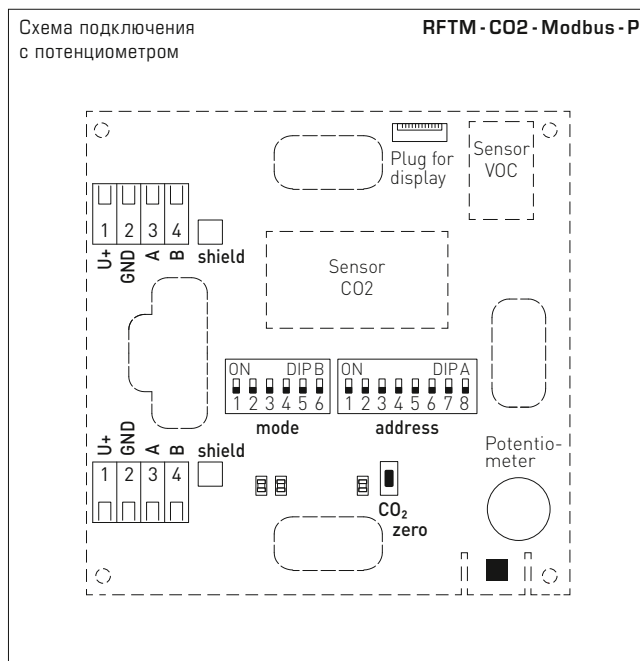 Схема подключения
с потенциометром
RFTM - CO2 - Modbus - P
Plug for
display
Sensor
VOC
1 2 3 4
U+ GND A B shield
Sensor
CO2
ON DIP B
1 2 3 4 5 6
mode
ON DIP A
1 2 3 4 5 6 7 8
address
U+ GND A B shield
1 2 3 4
Potentio-
meter
CO₂
zero